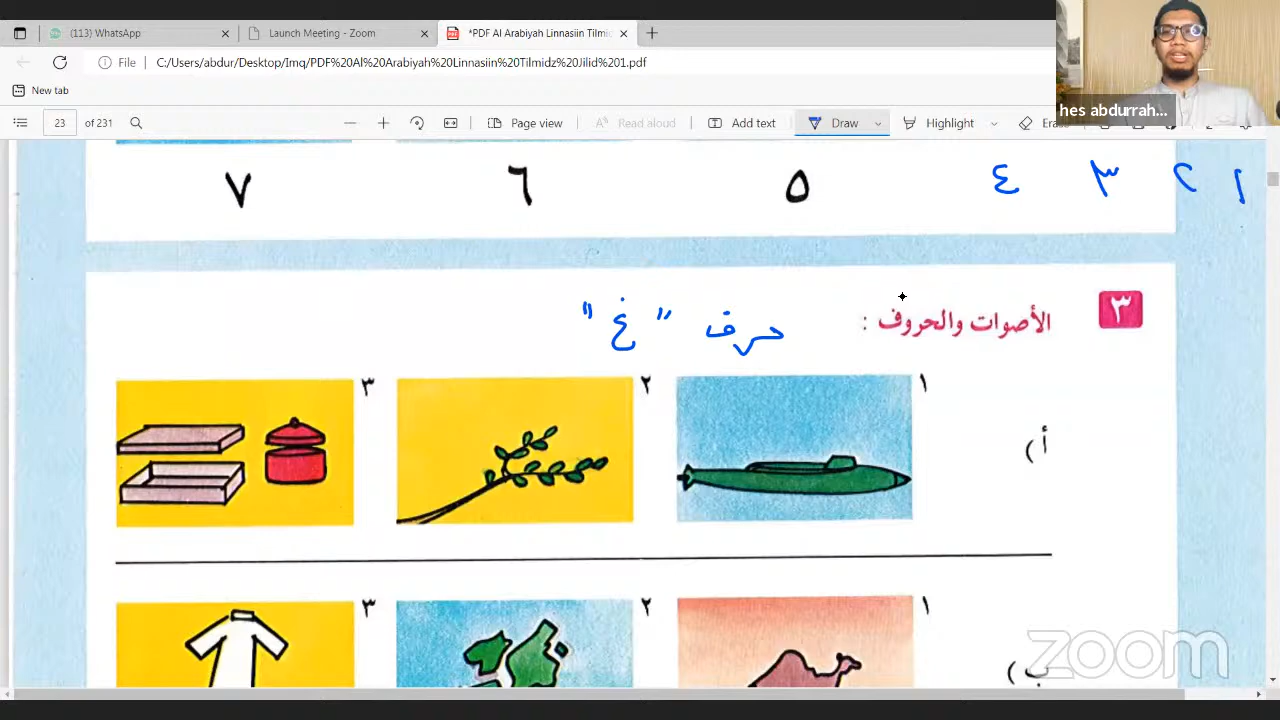 (113) WhatsApp
Launch Meeting - Zoom
*PDF Al Arabiyah Linnasiin Tilmid
File
C:/Users/abdur/Desktop/Imq/PDF%20Al%20Arabiyah%20Linnasiin%20Tilmidz%20Jilid%201.pdf
New tab
23 of 231
Page view
Read aloud
Add text
Draw
Highlight
hes abdurrah...
١ ٢ ٣ ٤ ٥ ٦ ٧
٣ الأصوات والحروف : حرف " غ "
١ ٢ ٣
أ)
١ ٢ ٣
ب)
zoom